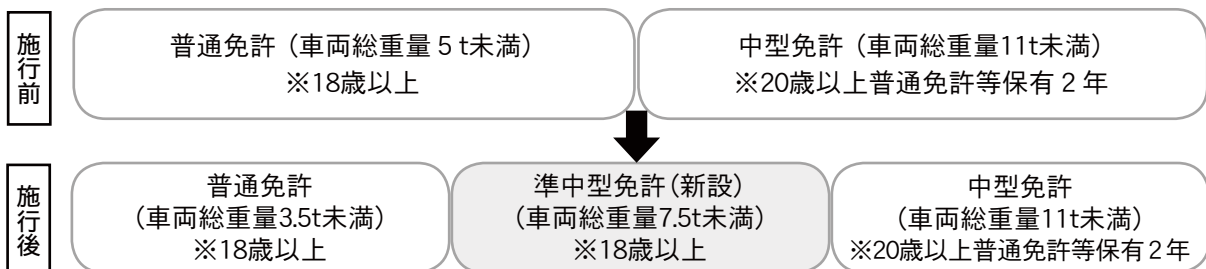 施行前
普通免許（車両総重量５t未満）
※18歳以上
中型免許（車両総重量11t未満）
※20歳以上普通免許等保有２年
施行後
普通免許
（車両総重量3.5t未満）
※18歳以上
準中型免許（新設）
（車両総重量7.5t未満）
※18歳以上
中型免許
（車両総重量11t未満）
※20歳以上普通免許等保有２年